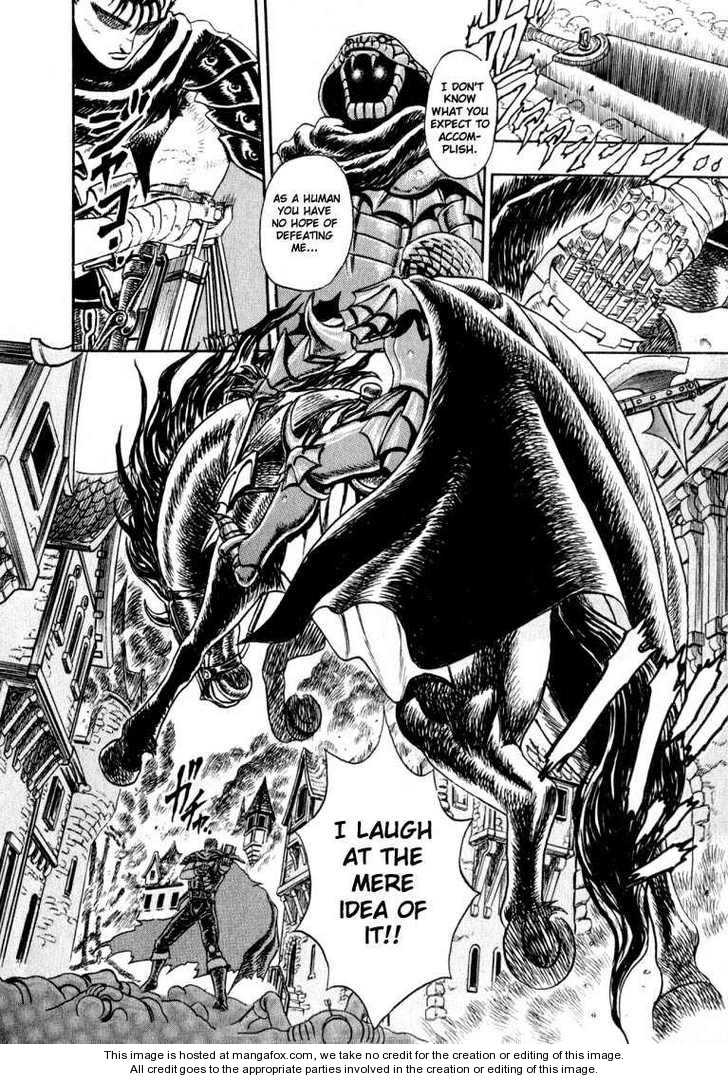 I DON'T
KNOW
WHAT YOU
EXPECT TO
ACCOM-
PLISH.
AS A HUMAN
YOU HAVE
NO HOPE OF
DEFEATING
ME...
ガチャ..
I LAUGH
AT THE
MERE
IDEA OF
IT!!
This image is hosted at mangafox.com, we take no credit for the creation or editing of this image.
All credit goes to the appropriate parties involved in the creation or editing of this image.